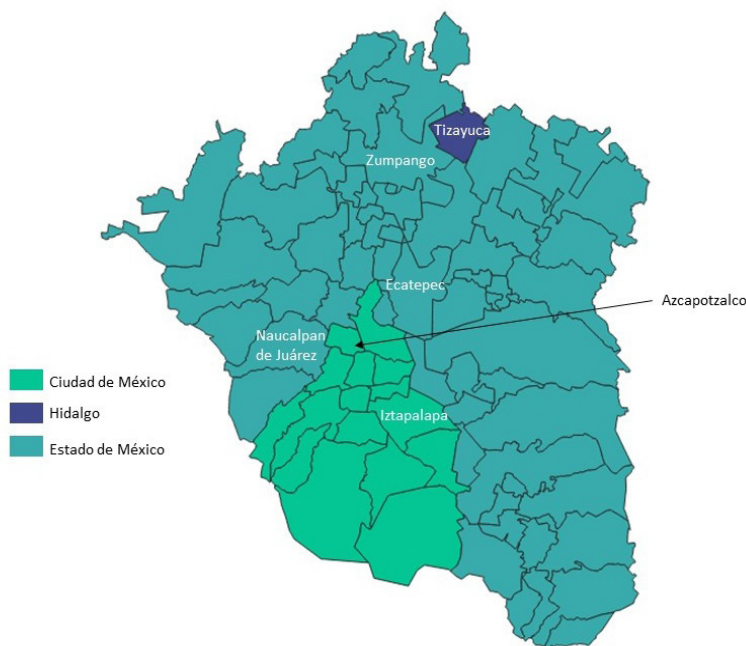 Tizayuca
Zumpango
Ecatepec
Azcapotzalco
Naucalpan
de Juárez
Iztapalapa
Ciudad de México
Hidalgo
Estado de México